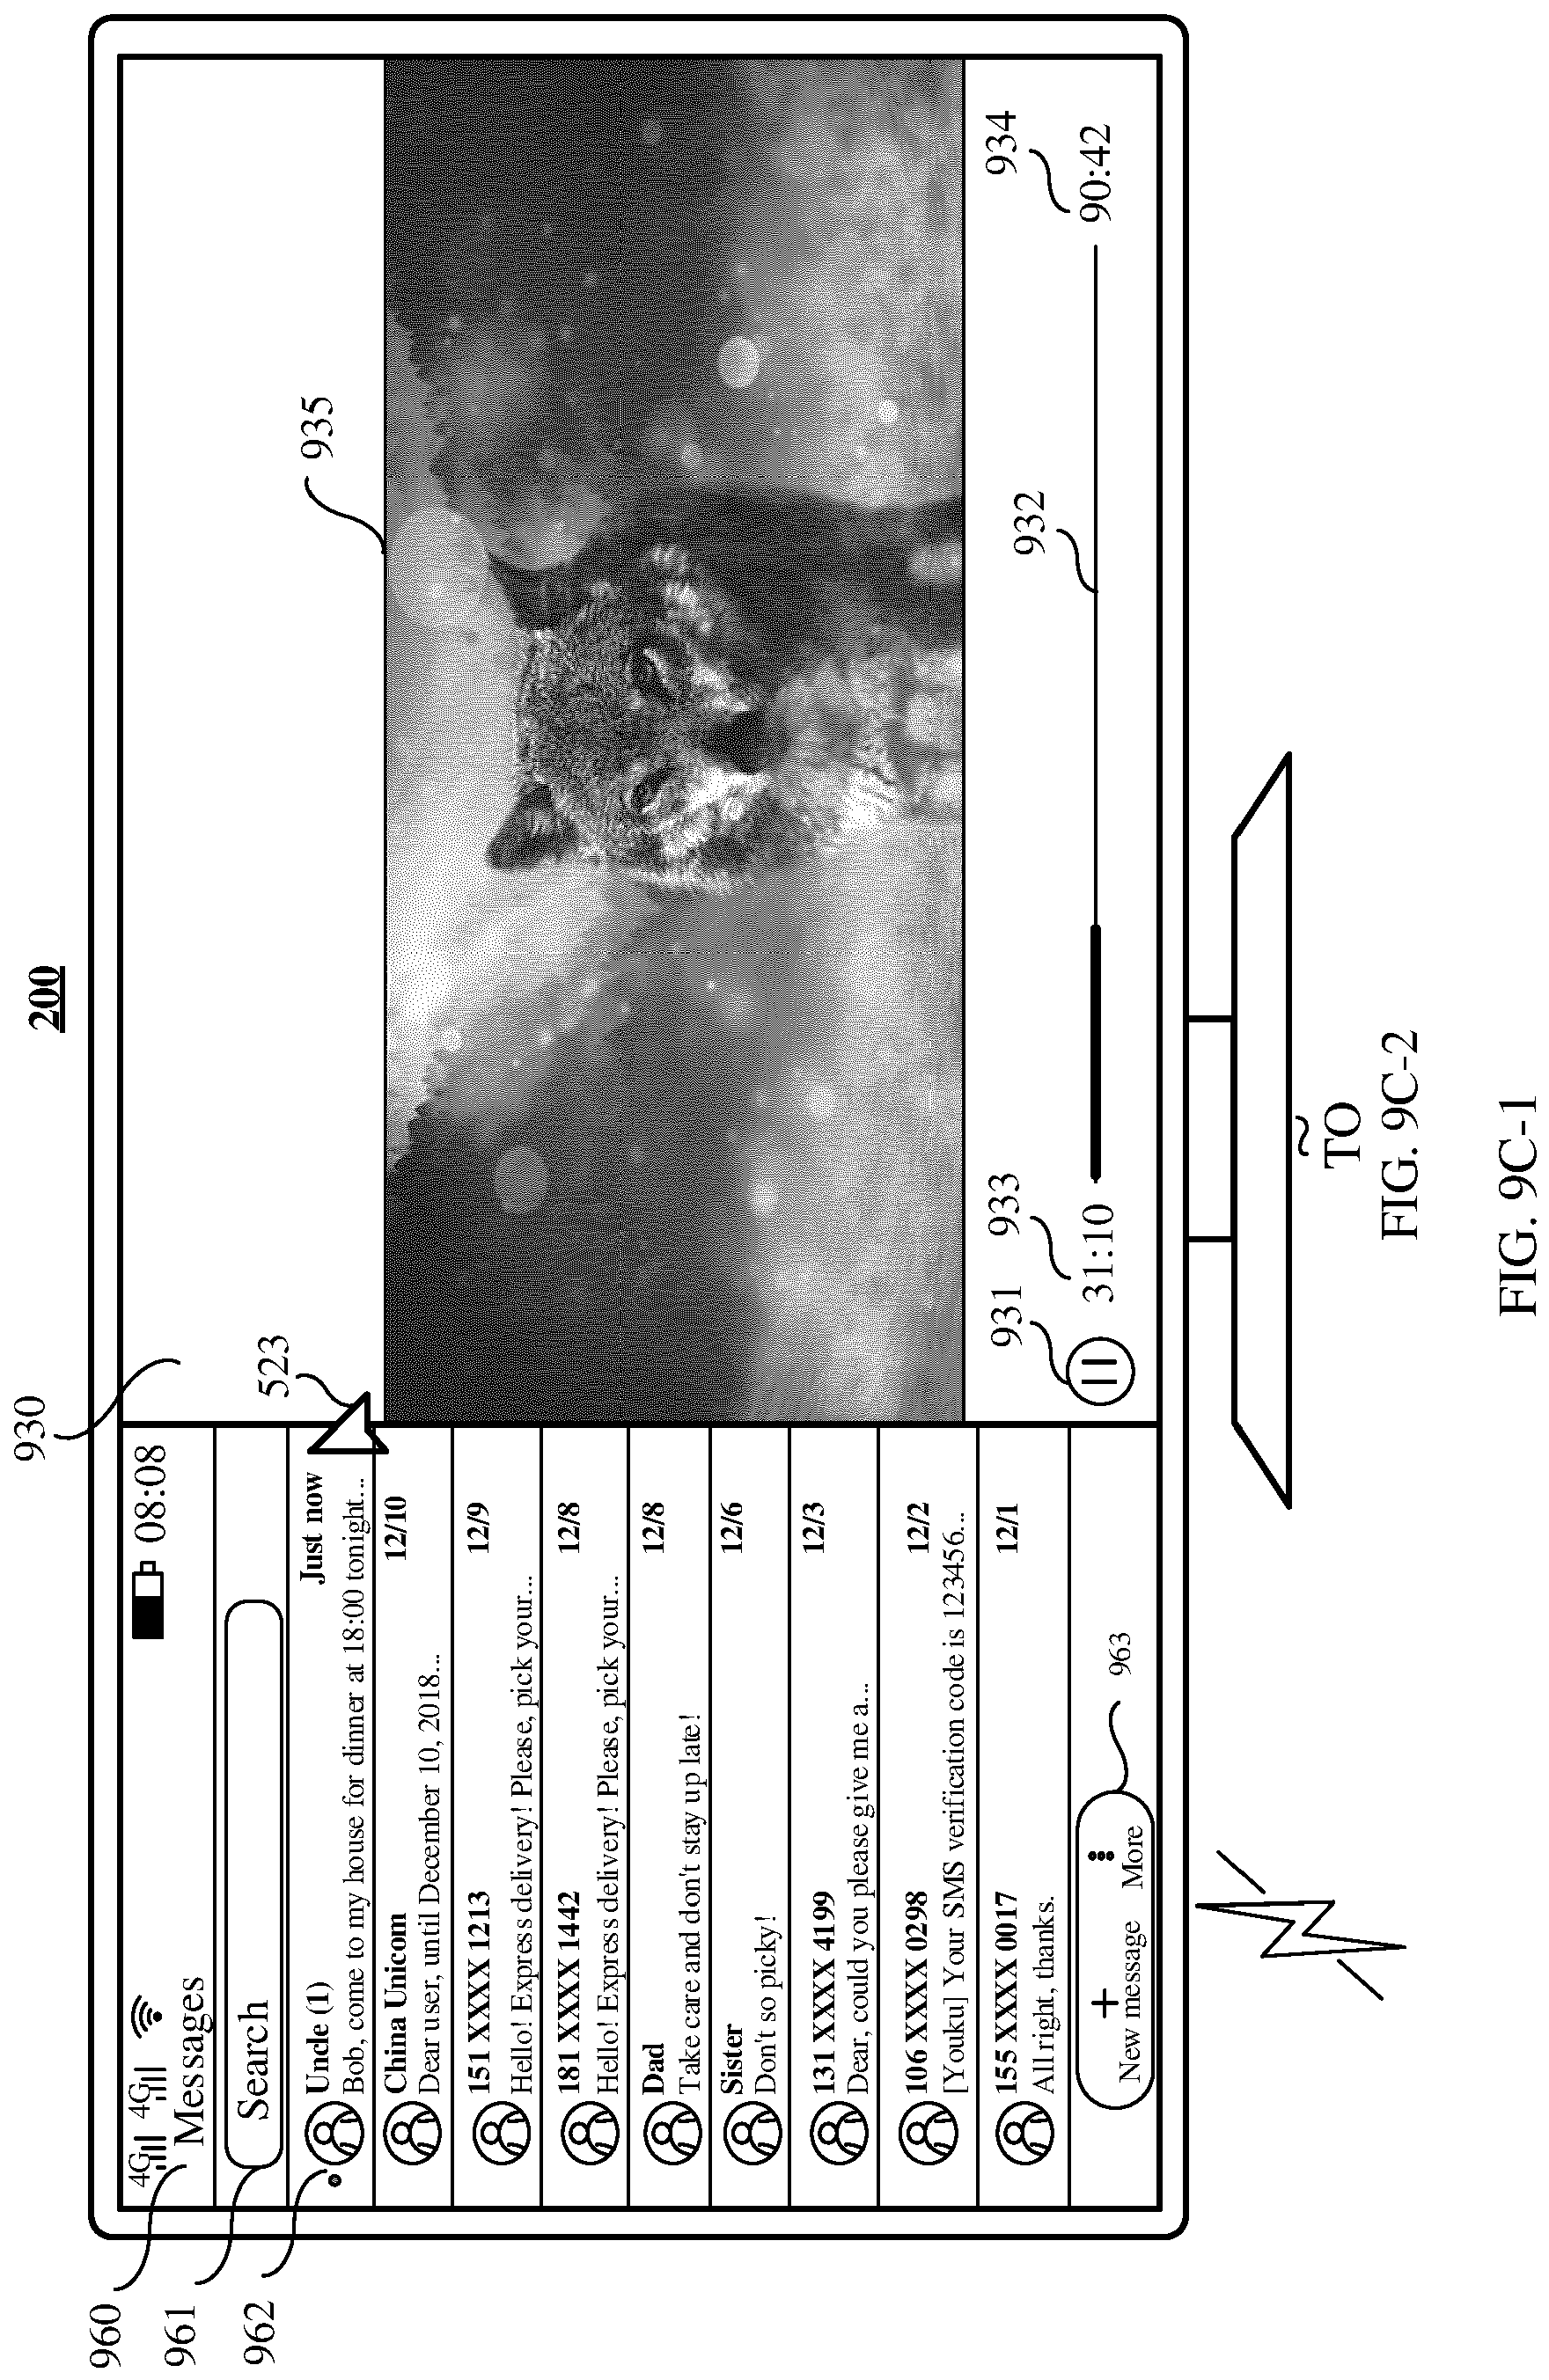 200
930
523
935
960
961
962
4G 4G 08:08
Messages
Search
Uncle (1) Just now
Bob, come to my house for dinner at 18:00 tonight...
China Unicom 12/10
Dear user, until December 10, 2018...
151 XXXX 1213 12/9
Hello! Express delivery! Please, pick your...
181 XXXX 1442 12/8
Hello! Express delivery! Please, pick your...
Dad 12/8
Take care and don't stay up late!
Sister 12/6
Don't so picky!
131 XXXX 4199 12/3
Dear, could you please give me a...
106 XXXX 0298 12/2
[Youku] Your SMS verification code is 123456...
155 XXXX 0017 12/1
All right, thanks.
New message More
963
931 933 932 934
31:10 90:42
TO
FIG. 9C-2
FIG. 9C-1